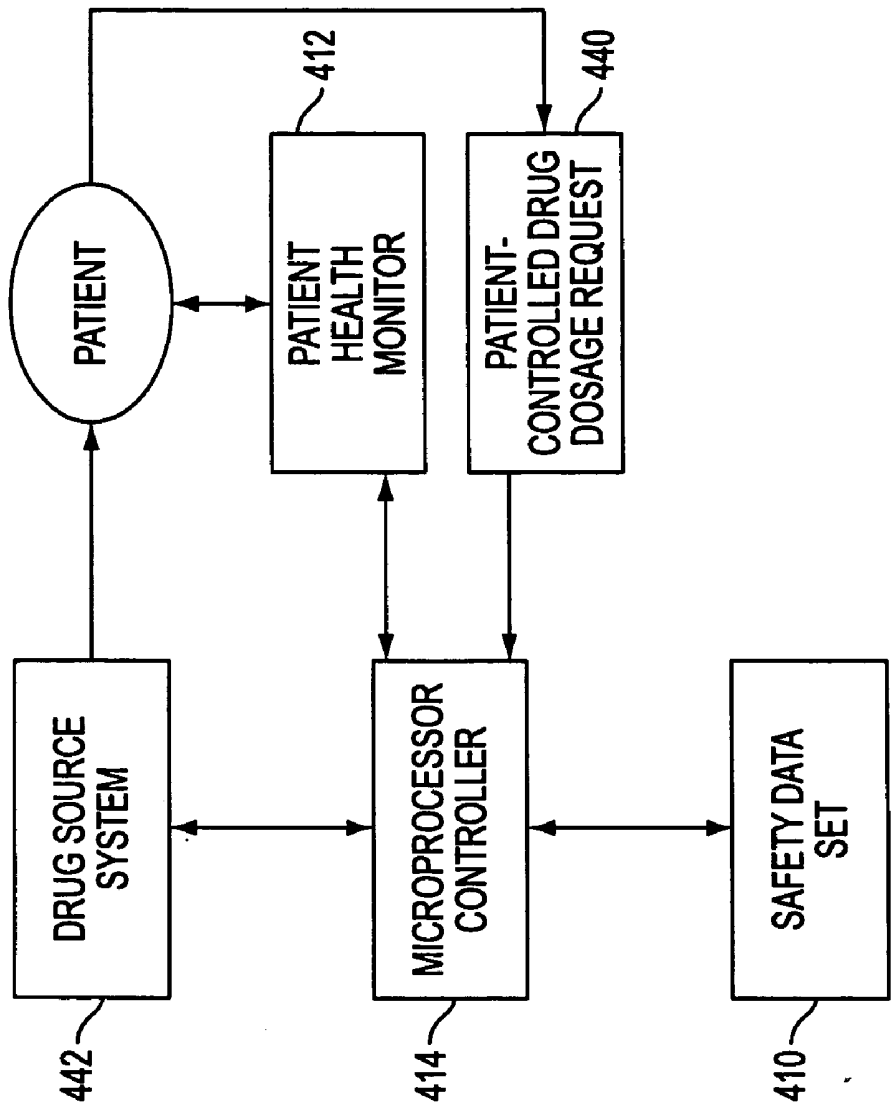 DRUG SOURCE
SYSTEM
442
PATIENT
PATIENT
HEALTH
MONITOR
412
MICROPROCESSOR
CONTROLLER
414
PATIENT-
CONTROLLED DRUG
DOSAGE REQUEST
440
SAFETY DATA
SET
410